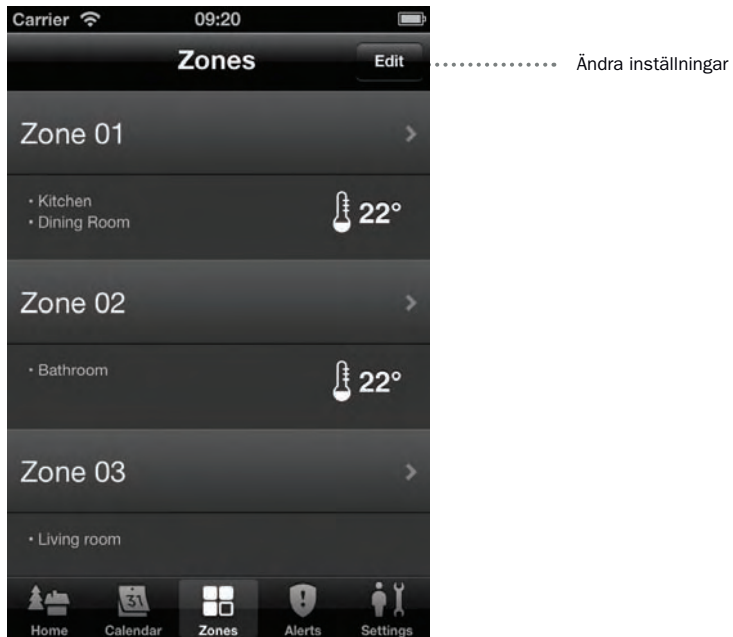 Carrier 09:20
Zones Edit
Ändra inställningar
Zone 01
• Kitchen
• Dining Room
22°
Zone 02
• Bathroom
22°
Zone 03
• Living room
31
Home Calendar Zones Alerts Settings